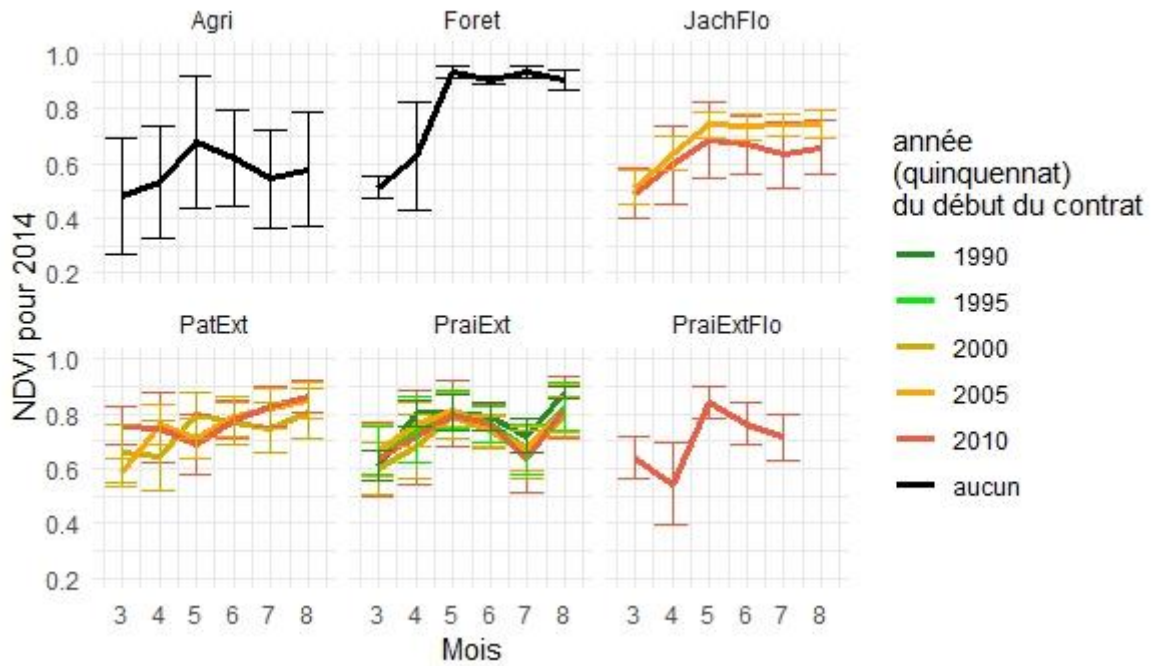 Agri
Foret
JachFlo
1.0
0.8
0.6
0.4
0.2
PatExt
PraiExt
PraiExtFlo
1.0
0.8
0.6
0.4
0.2
3 4 5 6 7 8
3 4 5 6 7 8
3 4 5 6 7 8
Mois
NDVI pour 2014
année
(quinquennat)
du début du contrat
1990
1995
2000
2005
2010
aucun